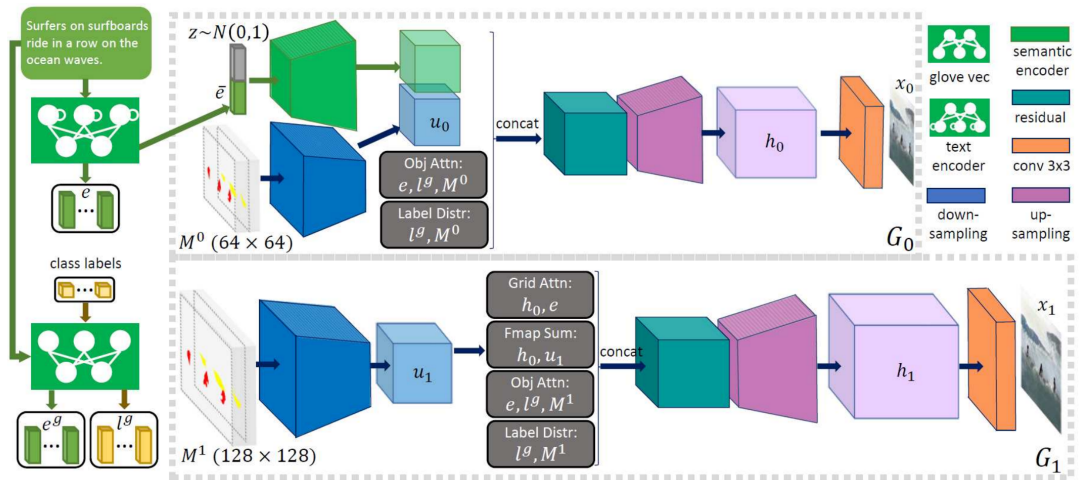 Surfers on surfboards
ride in a row on the
ocean waves.
e
class labels
e^g
l^g
z~N(0,1)
ē
M^0 (64 × 64)
u_0
Obj Attn:
e, l^g, M^0
Label Distr:
l^g, M^0
concat
h_0
x_0
G_0
glove vec
text
encoder
down-
sampling
semantic
encoder
residual
conv 3x3
up-
sampling
M^1 (128 × 128)
u_1
Grid Attn:
h_0, e
Fmap Sum:
h_0, u_1
Obj Attn:
e, l^g, M^1
Label Distr:
l^g, M^1
concat
h_1
x_1
G_1